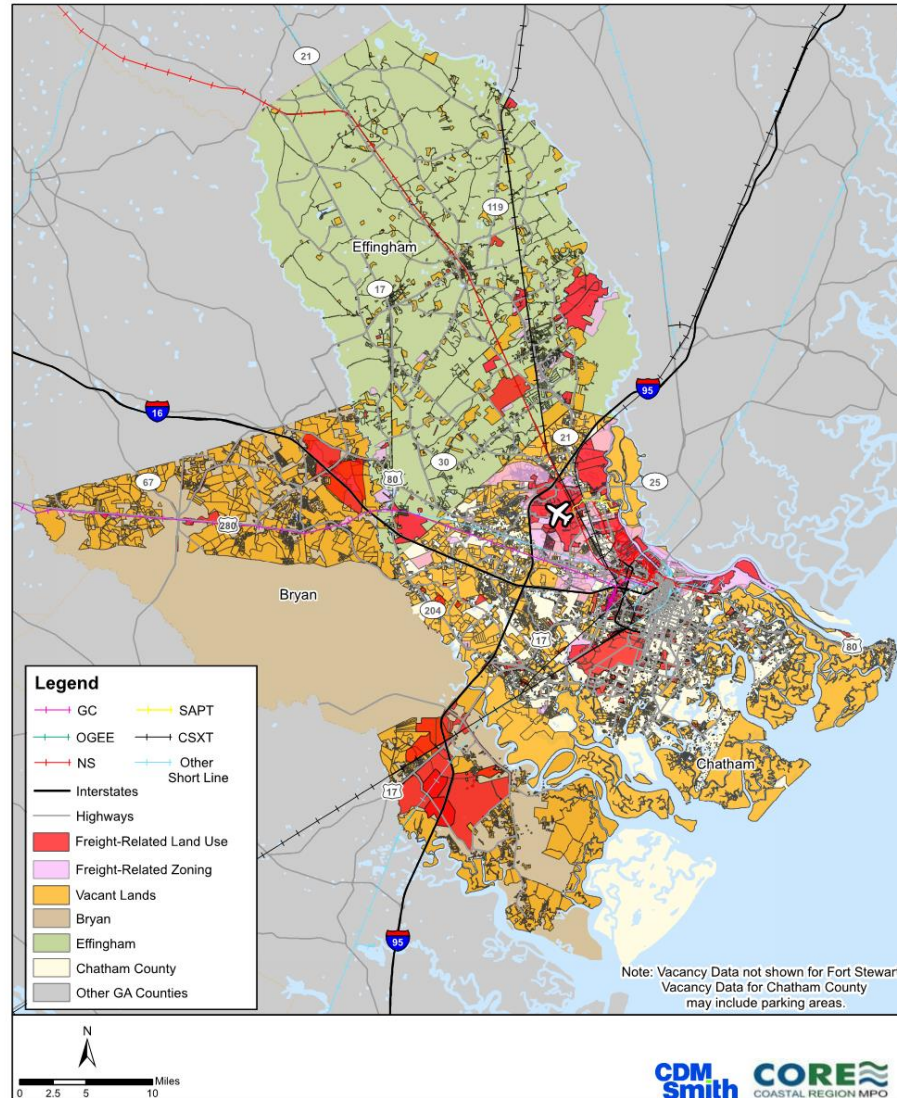 21
119
Effingham
17
95
16
21
30
67
25
80
280
Bryan
204
17
80
Chatham
17
95
Legend
GC
SAPT
OGEE
CSXT
NS
Other
Short Line
Interstates
Highways
Freight-Related Land Use
Freight-Related Zoning
Vacant Lands
Bryan
Effingham
Chatham County
Other GA Counties
Note: Vacancy Data not shown for Fort Stewart
Vacancy Data for Chatham County
may include parking areas.
N
Miles
0 2.5 5 10
CDM
Smith
CORE
COASTAL REGION MPO